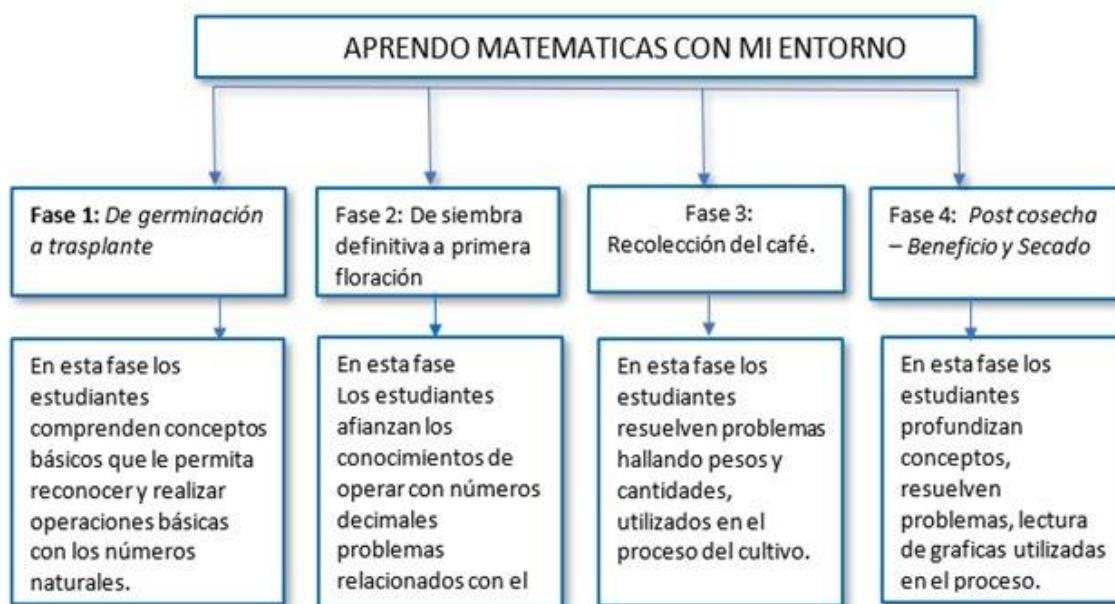 APRENDO MATEMATICAS CON MI ENTORNO
Fase 1: De germinación
a trasplante
Fase 2: De siembra
definitiva a primera
floración
Fase 3:
Recolección del café.
Fase 4: Post cosecha
– Beneficio y Secado
En esta fase los
estudiantes
comprenden conceptos
básicos que le permita
reconocer y realizar
operaciones básicas
con los números
naturales.
En esta fase
Los estudiantes
afianzan los
conocimientos de
operar con números
decimales
problemas
relacionados con el
En esta fase los
estudiantes
resuelven problemas
hallando pesos y
cantidades,
utilizados en el
proceso del cultivo.
En esta fase los
estudiantes
profundizan
conceptos,
resuelven
problemas, lectura
de graficas utilizadas
en el proceso.